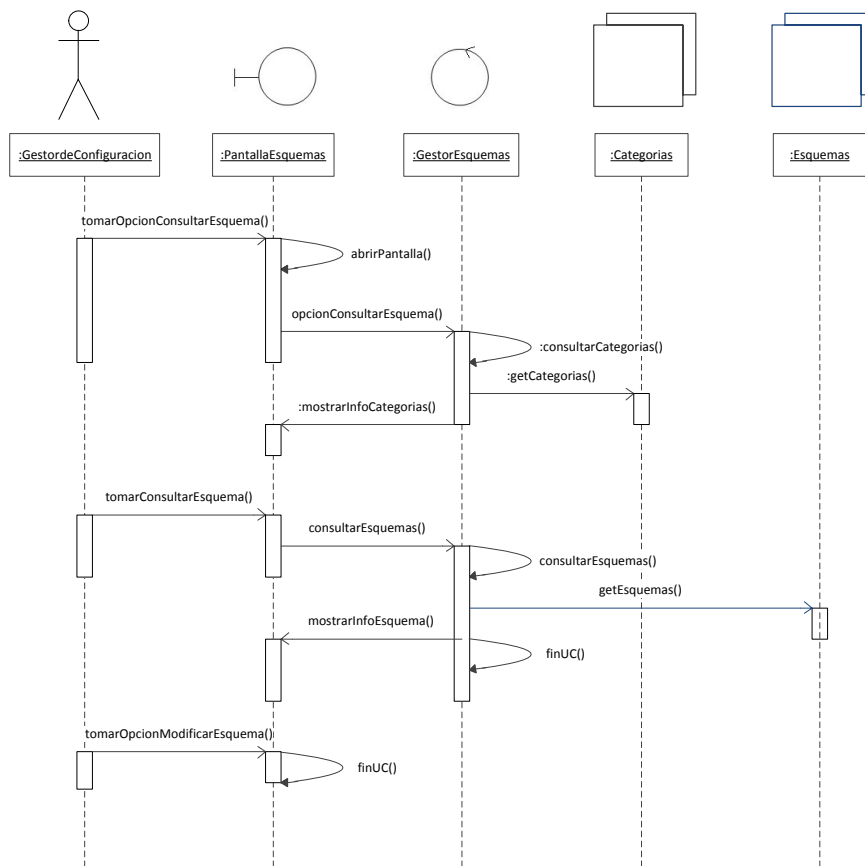 :GestordeConfiguracion
:PantallaEsquemas
:GestorEsquemas
:Categorias
:Esquemas
tomarOpcionConsultarEsquema()
abrirPantalla()
opcionConsultarEsquema()
:consultarCategorias()
:getCategorias()
:mostrarInfoCategorias()
tomarConsultarEsquema()
consultarEsquemas()
consultarEsquemas()
getEsquemas()
mostrarInfoEsquema()
finUC()
tomarOpcionModificarEsquema()
finUC()